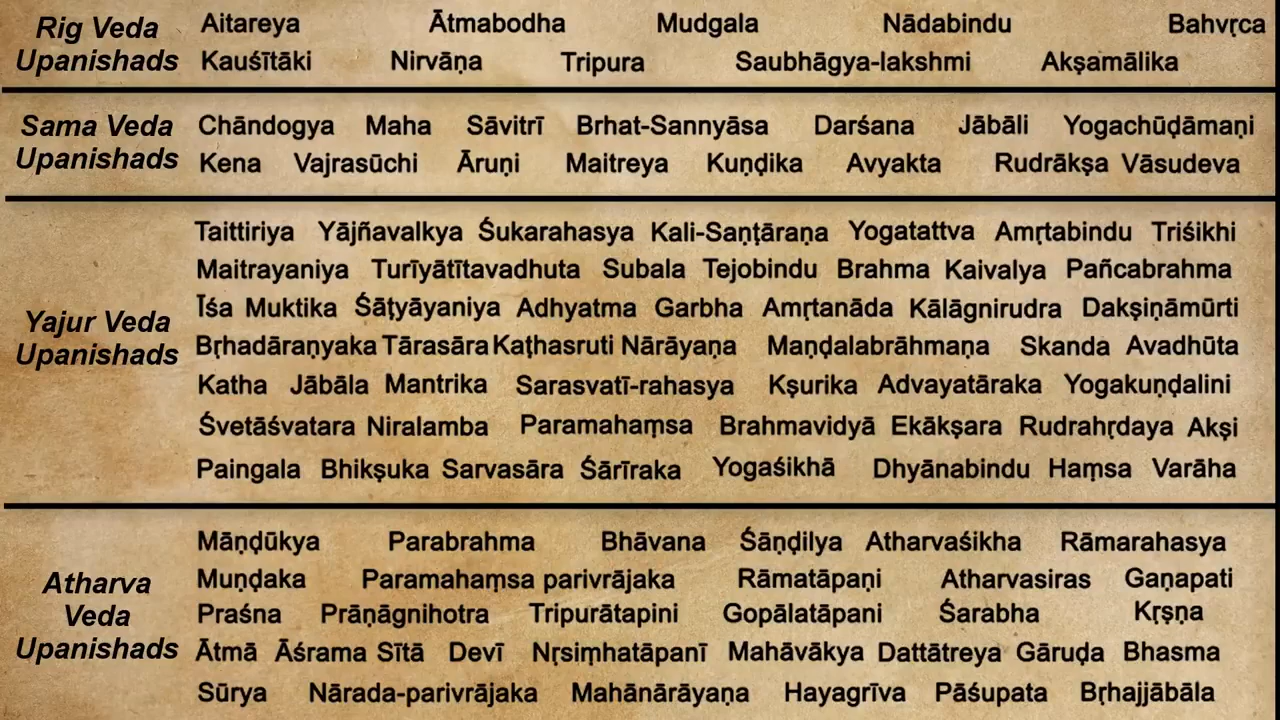 Rig Veda
Upanishads
Aitareya Ātmabodha Mudgala Nādabindu Bahvṛca
Kauśītāki Nirvāṇa Tripura Saubhāgya-lakshmi Akṣamālika
Sama Veda
Upanishads
Chāndogya Maha Sāvitrī Brhat-Sannyāsa Darśana Jābāli Yogachūḍāmaṇi
Kena Vajrasūchi Āruṇi Maitreya Kuṇḍika Avyakta Rudrākṣa Vāsudeva
Yajur Veda
Upanishads
Taittiriya Yājñavalkya Śukarahasya Kali-Saṇṭāraṇa Yogatattva Amṛtabindu Triśikhi
Maitrayaniya Turīyātītavadhuta Subala Tejobindu Brahma Kaivalya Pañcabrahma
Īśa Muktika Śāṭyāyaniya Adhyatma Garbha Amṛtanāda Kālāgnirudra Dakṣiṇāmūrti
Bṛhadāraṇyaka Tārasāra Kaṭhasruti Nārāyaṇa Maṇḍalabrāhmaṇa Skanda Avadhūta
Katha Jābāla Mantrika Sarasvatī-rahasya Kṣurika Advayatāraka Yogakuṇḍalini
Śvetāśvatara Niralamba Paramahaṃsa Brahmavidyā Ekākṣara Rudrahṛdaya Akṣi
Paingala Bhikṣuka Sarvasāra Śārīraka Yogaśikhā Dhyānabindu Haṃsa Varāha
Atharva
Veda
Upanishads
Māṇḍūkya Parabrahma Bhāvana Śāṇḍilya Atharvaśikha Rāmarahasya
Muṇḍaka Paramahaṃsa parivrājaka Rāmatāpaṇi Atharvasiras Gaṇapati
Praśna Prāṇāgnihotra Tripurātapini Gopālatāpani Śarabha Kṛṣṇa
Ātmā Āśrama Sītā Devī Nṛsiṃhatāpanī Mahāvākya Dattātreya Gāruḍa Bhasma
Sūrya Nārada-parivrājaka Mahānārāyaṇa Hayagrīva Pāśupata Bṛhajjābāla